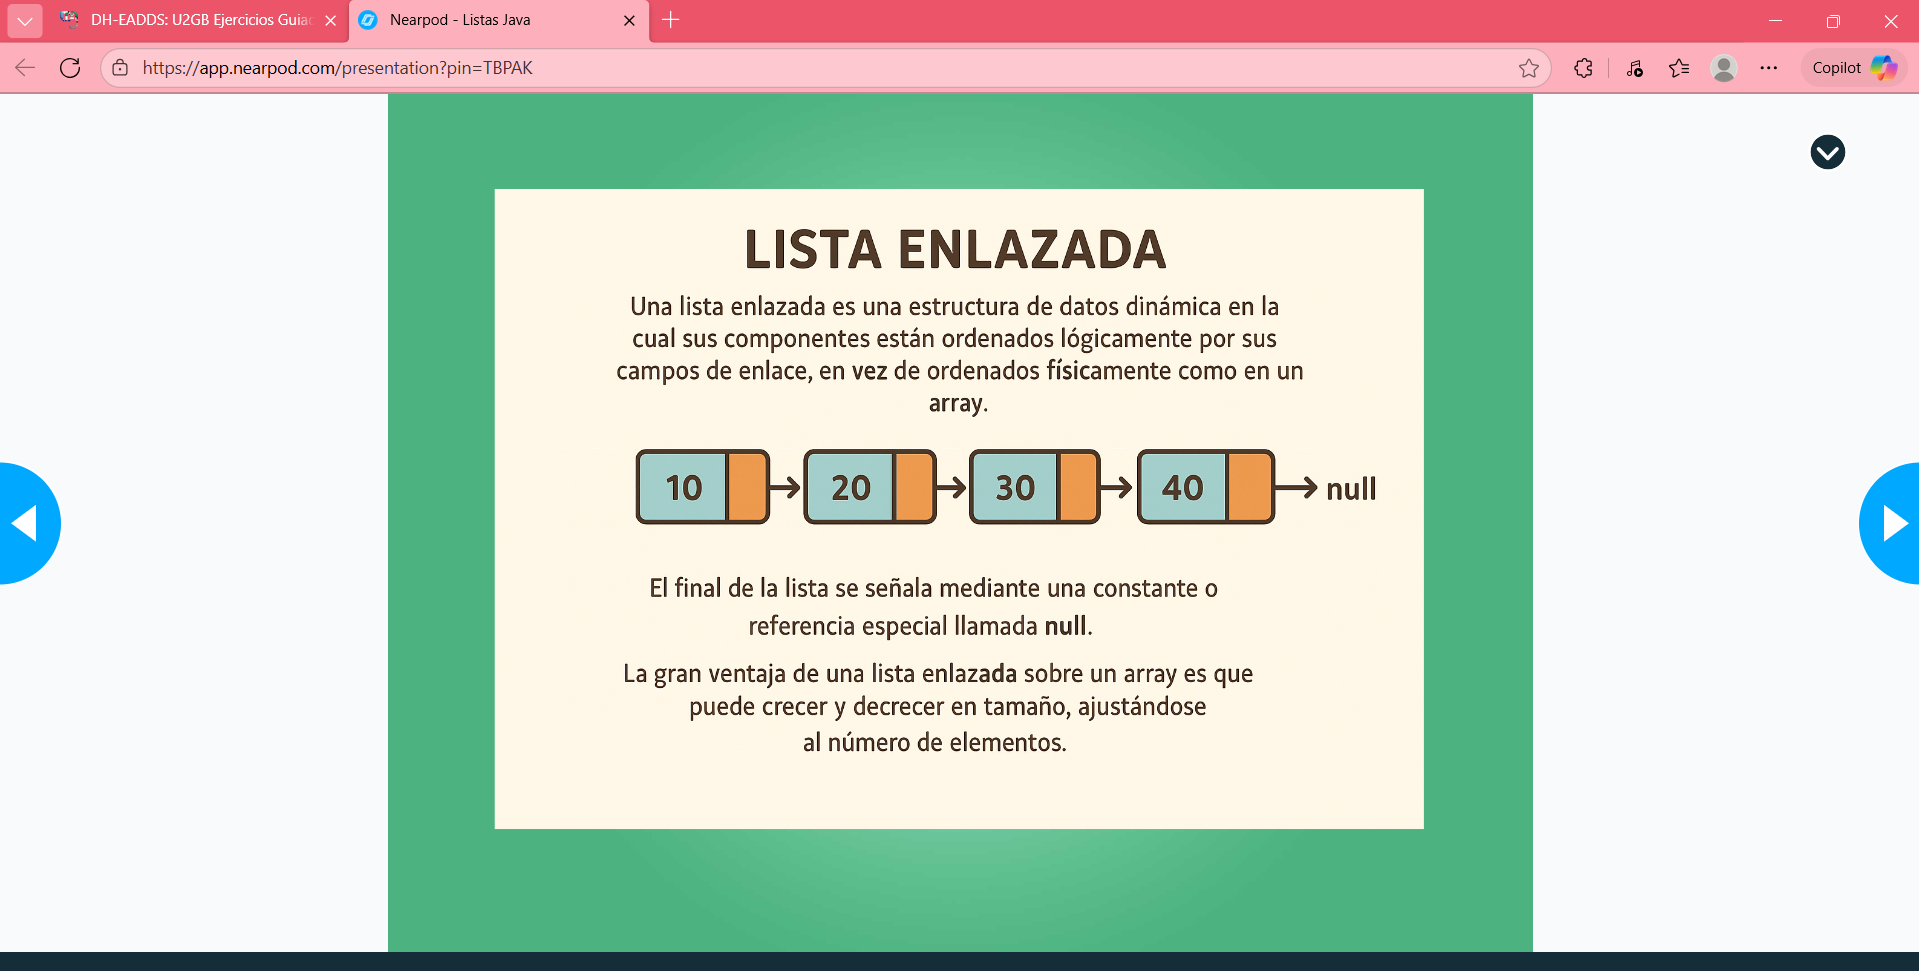 DH-EADDS: U2GB Ejercicios Guia
Nearpod - Listas Java
https://app.nearpod.com/presentation?pin=TBPAK
Copilot
LISTA ENLAZADA
Una lista enlazada es una estructura de datos dinámica en la
cual sus componentes están ordenados lógicamente por sus
campos de enlace, en vez de ordenados físicamente como en un
array.
10 20 30 40 null
El final de la lista se señala mediante una constante o
referencia especial llamada null.
La gran ventaja de una lista enlazada sobre un array es que
puede crecer y decrecer en tamaño, ajustándose
al número de elementos.